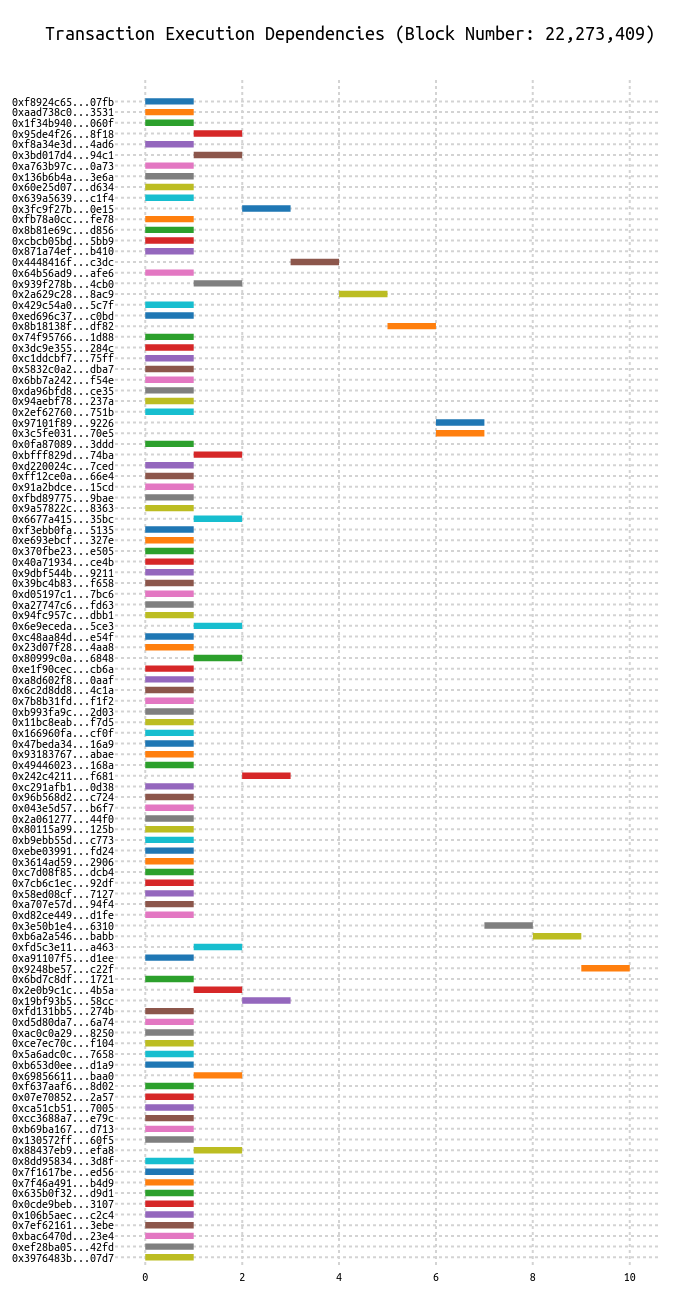 Transaction Execution Dependencies (Block Number: 22,273,409)
0xf8924c65...07fb
0xaad738c0...3531
0x1f34b940...060f
0x95de4f26...8f18
0xf8a34e3d...4ad6
0x3bd017d4...94c1
0xa763b97c...0a73
0x136b6b4a...3e6a
0x60e25d07...d634
0x639a5639...c1f4
0x3fc9f27b...0e15
0xfb78a0cc...fe78
0x8b81e69c...d856
0xcbcb05bd...5bb9
0x871a74ef...b410
0x4448416f...c3dc
0x64b56ad9...afe6
0x939f278b...4cb0
0x2a629c28...8ac9
0x429c54a0...5c7f
0xed696c37...c0bd
0x8b18138f...df82
0x74f95766...1d88
0x3dc9e355...284c
0xc1ddcbf7...75ff
0x5832c0a2...dba7
0x6bb7a242...f54e
0xda96bfd8...ce35
0x94aebf78...237a
0x2ef62760...751b
0x97101f89...9226
0x3c5fe031...70e5
0x0fa87089...3ddd
0xbfff829d...74ba
0xd220024c...7ced
0xff12ce0a...66e4
0x91a2bdce...15cd
0xfbd89775...9bae
0x9a57822c...8363
0x6677a415...35bc
0xf3ebb0fa...5135
0xe693ebcf...327e
0x370fbe23...e505
0x40a71934...ce4b
0x9dbf544b...9211
0x39bc4b83...f658
0xd05197c1...7bc6
0xa27747c6...fd63
0x94fc957c...dbb1
0x6e9eceda...5ce3
0xc48aa84d...e54f
0x23d07f28...4aa8
0x80999c0a...6848
0xe1f90cec...cb6a
0xa8d602f8...0aaf
0x6c2d8dd8...4c1a
0x7b8b31fd...f1f2
0xb993fa9c...2d03
0x11bc8eab...f7d5
0x166960fa...cf0f
0x47beda34...16a9
0x93183767...abae
0x49446023...168a
0x242c4211...f681
0xc291afb1...0d38
0x96b568d2...c724
0x043e5d57...b6f7
0x2a061277...44f0
0x80115a99...125b
0xb9ebb55d...c773
0xebe03991...fd24
0x3614ad59...2906
0xc7d08f85...dcb4
0x7cb6c1ec...92df
0x58ed08cf...7127
0xa707e57d...94f4
0xd82ce449...d1fe
0x3e50b1e4...6310
0xb6a2a546...babb
0xfd5c3e11...a463
0xa91107f5...d1ee
0x9248be57...c22f
0x6bd7c8df...1721
0x2e0b9c1c...4b5a
0x19bf93b5...58cc
0xfd131bb5...274b
0xd5d80da7...6a74
0xac0c0a29...8250
0xce7ec70c...f104
0x5a6adc0c...7658
0xb653d0ee...d1a9
0x69856611...baa0
0xf637aaf6...8d02
0x07e70852...2a57
0xca51cb51...7005
0xcc3688a7...e79c
0xb69ba167...d713
0x130572ff...60f5
0x88437eb9...efa8
0x8dd95834...3d8f
0x7f1617be...ed56
0x7f46a491...b4d9
0x635b0f32...d9d1
0x0cde9beb...3107
0x106b5aec...c2c4
0x7ef62161...3ebe
0xbac6470d...23e4
0xef28ba05...42fd
0x3976483b...07d7
0 2 4 6 8 10